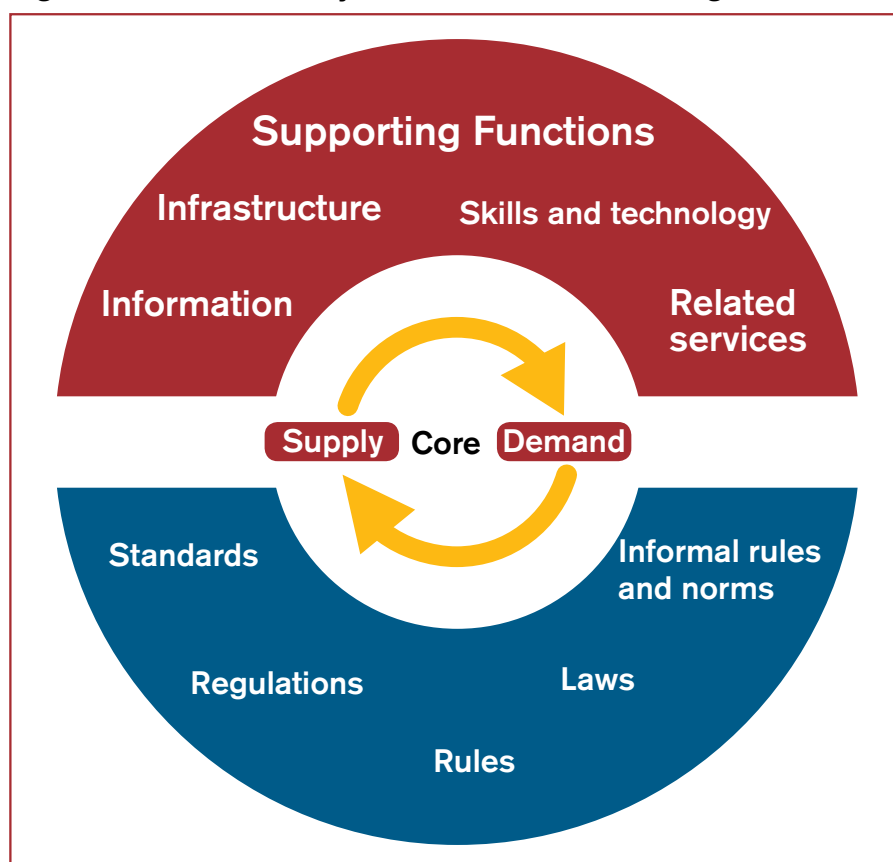 Supporting Functions
Infrastructure
Skills and technology
Information
Related
services
Supply Core Demand
Standards
Informal rules
and norms
Regulations
Laws
Rules